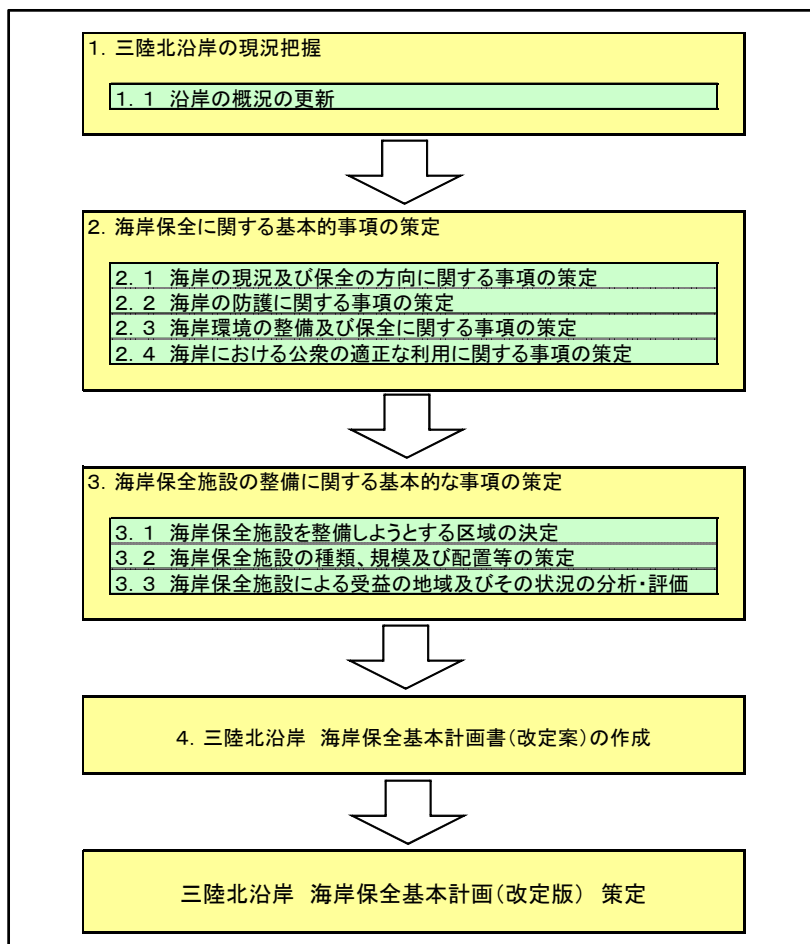 1．三陸北沿岸の現況把握
1．1　沿岸の概況の更新
2．海岸保全に関する基本的事項の策定
2．1　海岸の現況及び保全の方向に関する事項の策定
2．2　海岸の防護に関する事項の策定
2．3　海岸環境の整備及び保全に関する事項の策定
2．4　海岸における公衆の適正な利用に関する事項の策定
3．海岸保全施設の整備に関する基本的な事項の策定
3．1　海岸保全施設を整備しようとする区域の決定
3．2　海岸保全施設の種類、規模及び配置等の策定
3．3　海岸保全施設による受益の地域及びその状況の分析・評価
4．三陸北沿岸　海岸保全基本計画書（改定案）の作成
三陸北沿岸　海岸保全基本計画（改定版）　策定